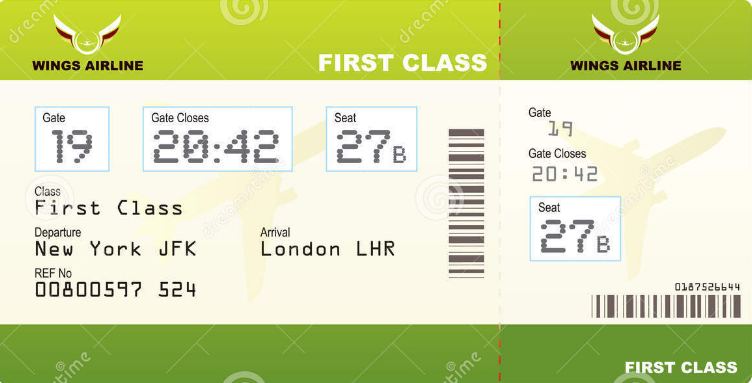 WINGS AIRLINE
FIRST CLASS
Gate
19
Gate Closes
20:42
Seat
27B
Class
First Class
Departure
New York JFK
Arrival
London LHR
REF No
00800597 524
WINGS AIRLINE
Gate
19
Gate Closes
20:42
Seat
27B
0187526644
FIRST CLASS
dreamstime